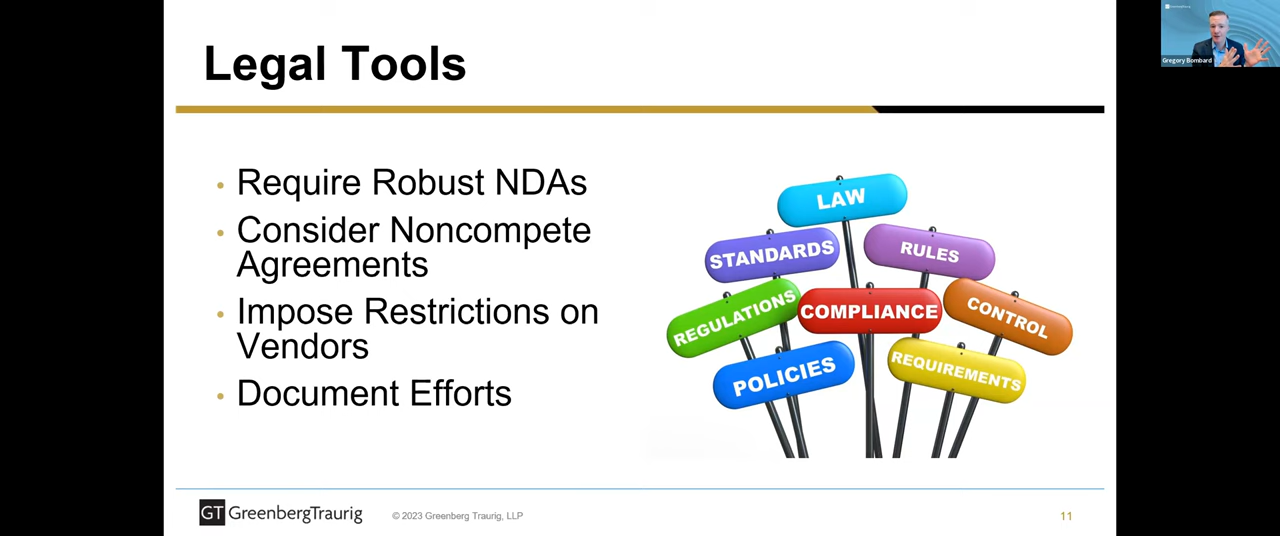 Legal Tools
• Require Robust NDAs
• Consider Noncompete
Agreements
• Impose Restrictions on
Vendors
• Document Efforts
LAW
STANDARDS
RULES
REGULATIONS
COMPLIANCE
CONTROL
POLICIES
REQUIREMENTS
GT GreenbergTraurig
© 2023 Greenberg Traurig, LLP
11
Gregory Bombard